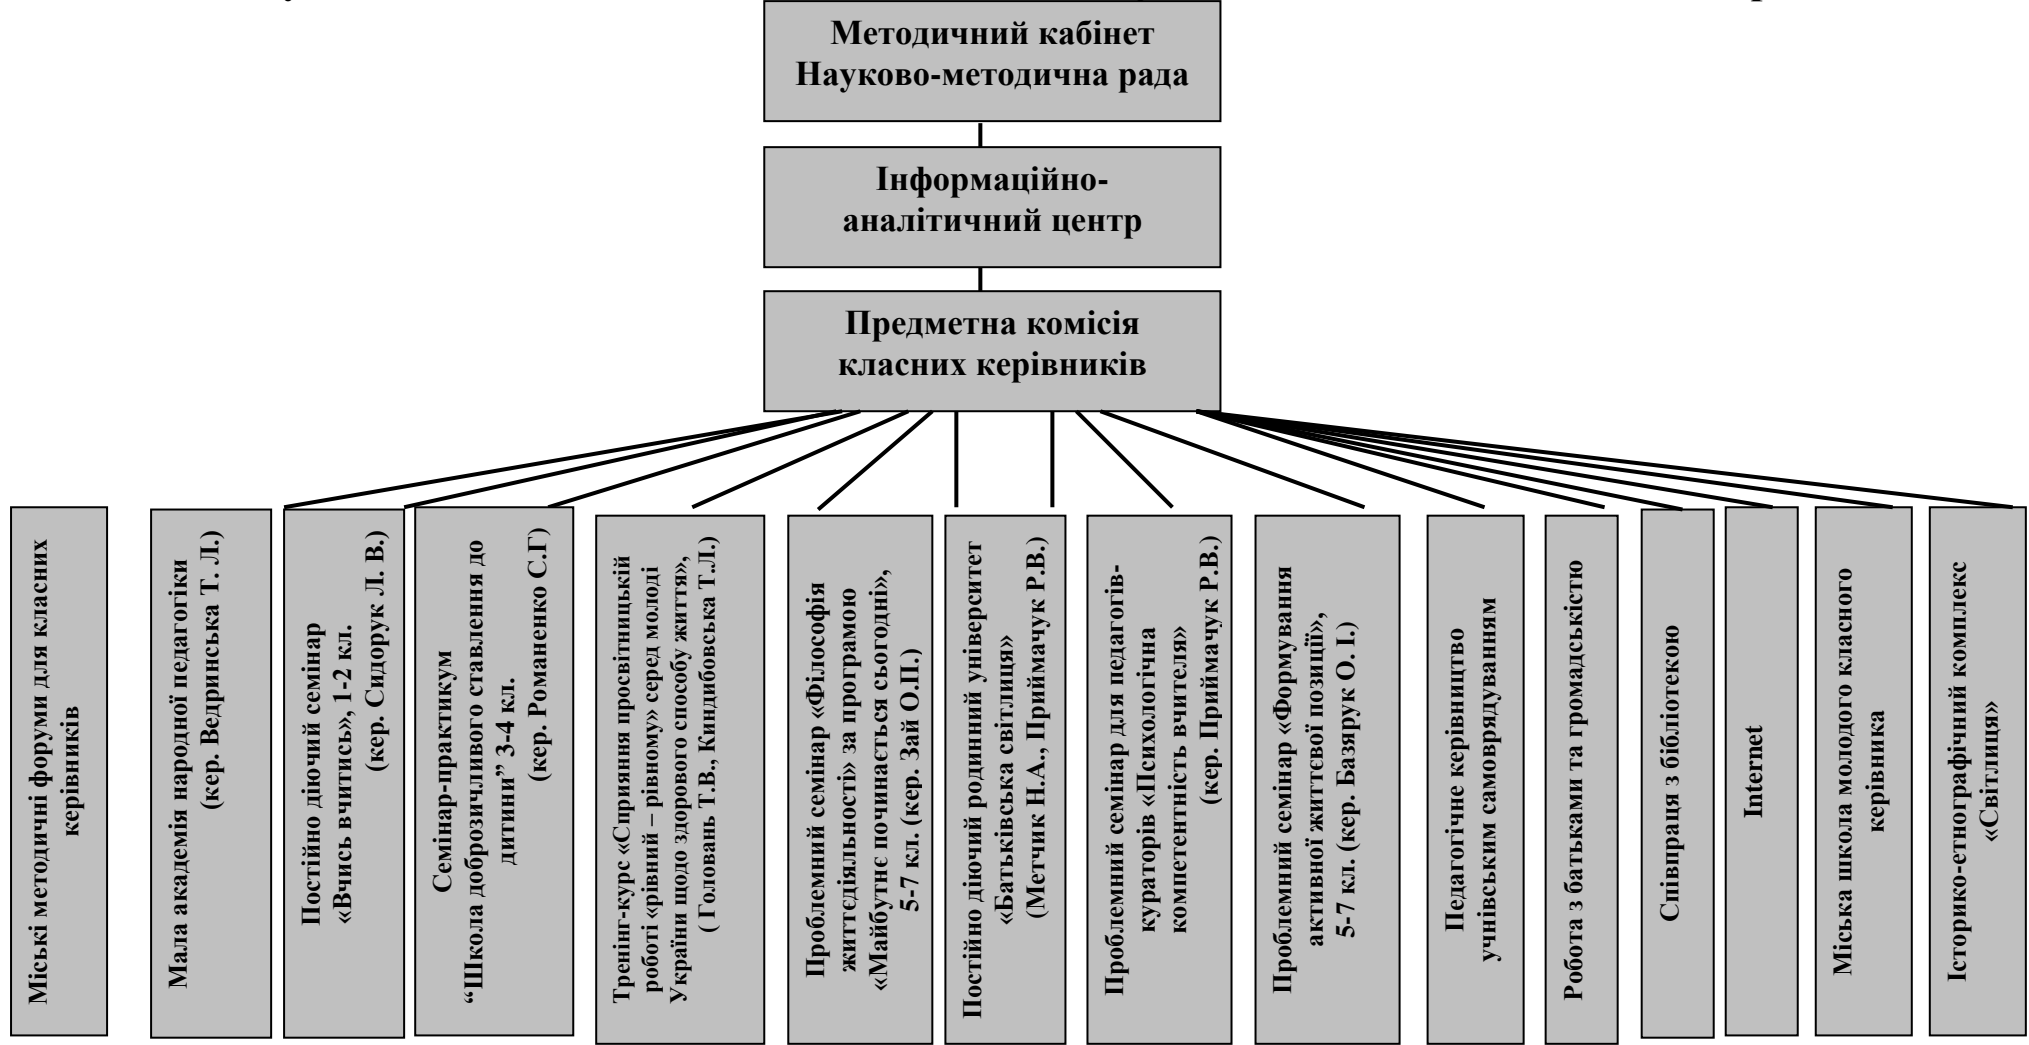 Методичний кабінет
Науково-методична рада
Інформаційно-
аналітичний центр
Предметна комісія
класних керівників
Міські методичні форуми для класних
керівників
Мала академія народної педагогіки
(кер. Ведринська Т. Л.)
Постійно діючий семінар
«Вчись вчитись», 1-2 кл.
(кер. Сидорук Л. В.)
Семінар-практикум
“Школа доброзичливого ставлення до
дитини” 3-4 кл.
(кер. Романенко С.Г)
Тренінг-курс «Сприяння просвітницькій
роботі «рівний – рівному» серед молоді
України щодо здорового способу життя»,
( Головань Т.В., Киндибовська Т.Л.)
Проблемний семінар «Філософія
життєдіяльності» за програмою
«Майбутнє починається сьогодні»,
5-7 кл. (кер. Зай О.П.)
Постійно діючий родинний університет
«Батьківська світлиця»
(Метчик Н.А., Приймачук Р.В.)
Проблемний семінар для педагогів-
кураторів «Психологічна
компетентність вчителя»
(кер. Приймачук Р.В.)
Проблемний семінар «Формування
активної життєвої позиції»,
5-7 кл. (кер. Базярук О. І.)
Педагогічне керівництво
учнівським самоврядуванням
Робота з батьками та громадськістю
Співпраця з бібліотекою
Internet
Міська школа молодого класного
керівника
Історико-етнографічний комплекс
«Світлиця»